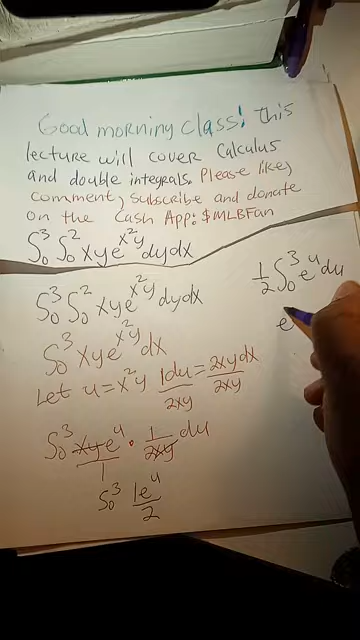 Good morning class! This
lecture will cover Calculus
and double integrals. Please like,
comment, subscribe and donate
on the Cash App: $MLBFan
∫₀³ ∫₀² xye^(x²y) dydx
∫₀³ ∫₀² xye^(x²y) dydx
∫₀³ xye^(x²y) dx
Let u = x²y 1du/2xy = 2xydx/2xy
∫₀³ xye^u/1 · 1/2xy du
∫₀³ 1e^u/2
1/2 ∫₀³ e^u du
e